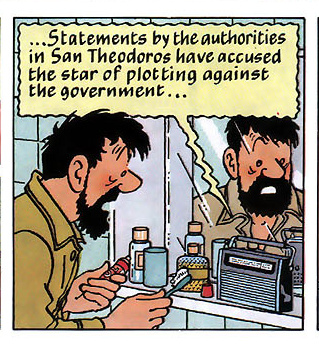 ...Statements by the authorities
in San Theodoros have accused
the star of plotting against
the government...